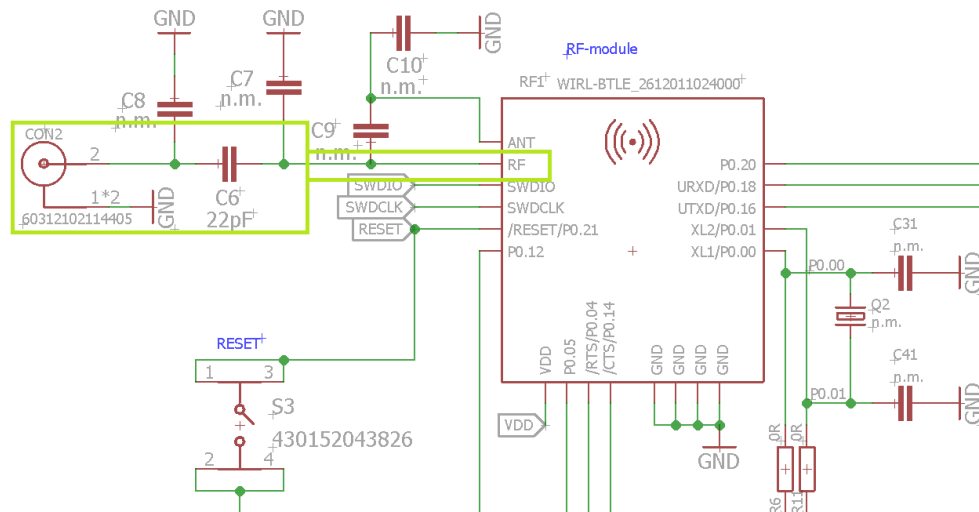 GND
GND
GND
C10
n.m.
RF-module
RF1
WIRL-BTLE_2612011024000
C7
n.m.
C8
n.m.
C9
n.m.
CON2
2
1*2
60312102114405
GND
C6
22pF
SWDIO
SWDCLK
RESET
ANT
RF
SWDIO
SWDCLK
/RESET/P0.21
P0.12
P0.20
URXD/P0.18
UTXD/P0.16
XL2/P0.01
XL1/P0.00
VDD
P0.05
/RTS/P0.04
/CTS/P0.14
GND
GND
GND
GND
VDD
GND
C31
n.m.
GND
P0.00
Q2
n.m.
C41
n.m.
GND
P0.01
0R
0R
R6
R11
RESET
1
3
S3
430152043826
2
4